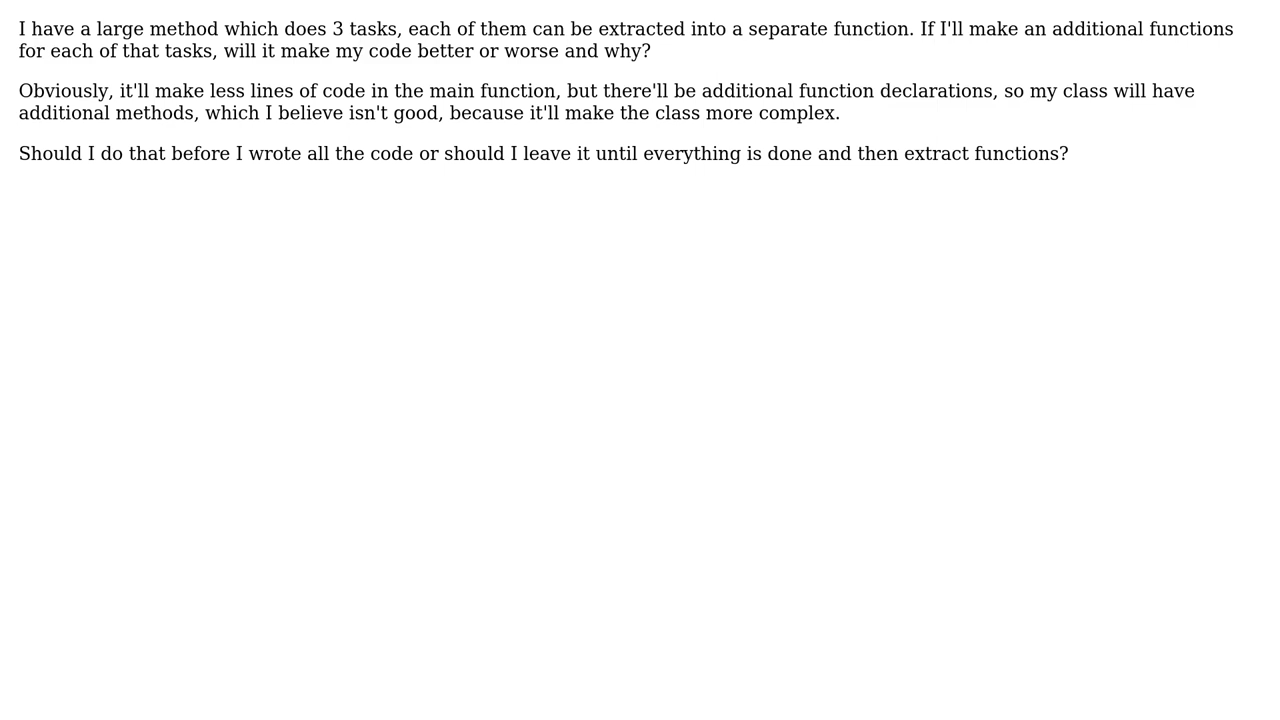 I have a large method which does 3 tasks, each of them can be extracted into a separate function. If I'll make an additional functions
for each of that tasks, will it make my code better or worse and why?
Obviously, it'll make less lines of code in the main function, but there'll be additional function declarations, so my class will have
additional methods, which I believe isn't good, because it'll make the class more complex.
Should I do that before I wrote all the code or should I leave it until everything is done and then extract functions?